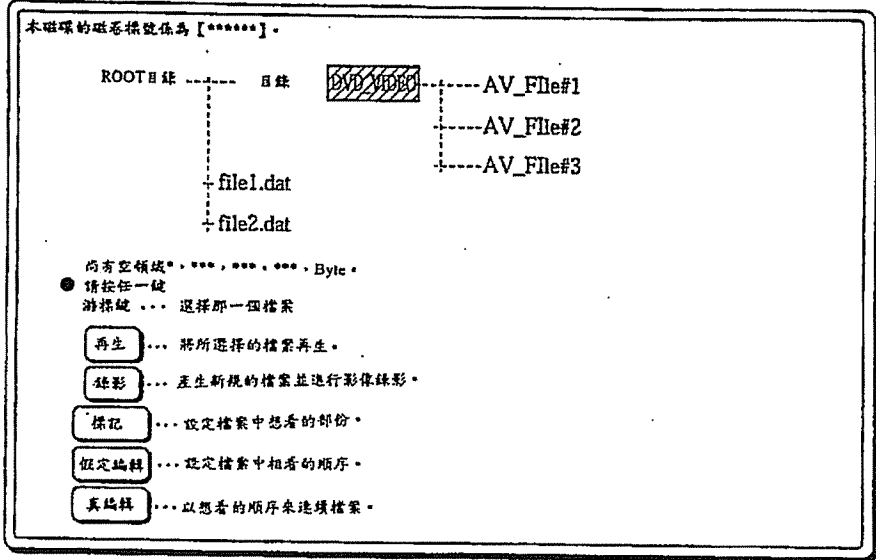 本磁碟的磁卷標號係為【******】。
ROOT目錄 目錄 DVD_VIDEO AV_FIle#1
AV_FIle#2
AV_FIle#3
file1.dat
file2.dat
尚有空領域*，***，***，***，Byte。
● 請按任一鍵
游標鍵 ... 選擇那一個檔案
再生 ... 將所選擇的檔案再生。
錄影 ... 產生新規的檔案並進行影像錄影。
標記 ... 設定檔案中想看的部份。
假定編輯 ... 設定檔案中相看的順序。
真編輯 ... 以想看的順序來連續檔案。